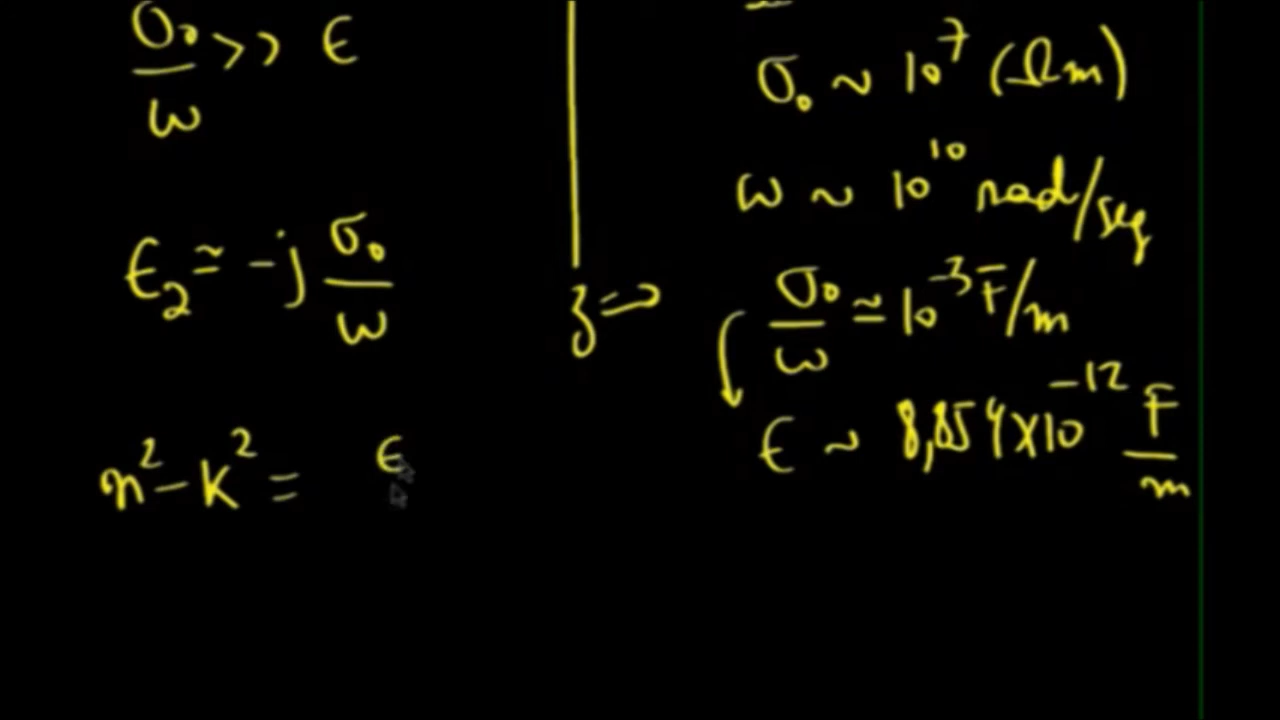 σ₀/ω >> ϵ
ϵ₂ ≃ -j σ₀/ω
n² - k² = ϵ
z →
σ₀ ~ 10⁷ (Ωm)
ω ~ 10¹⁰ rad/seg
σ₀/ω ≃ 10⁻³ F/m
ϵ ~ 8,854×10⁻¹² F/m